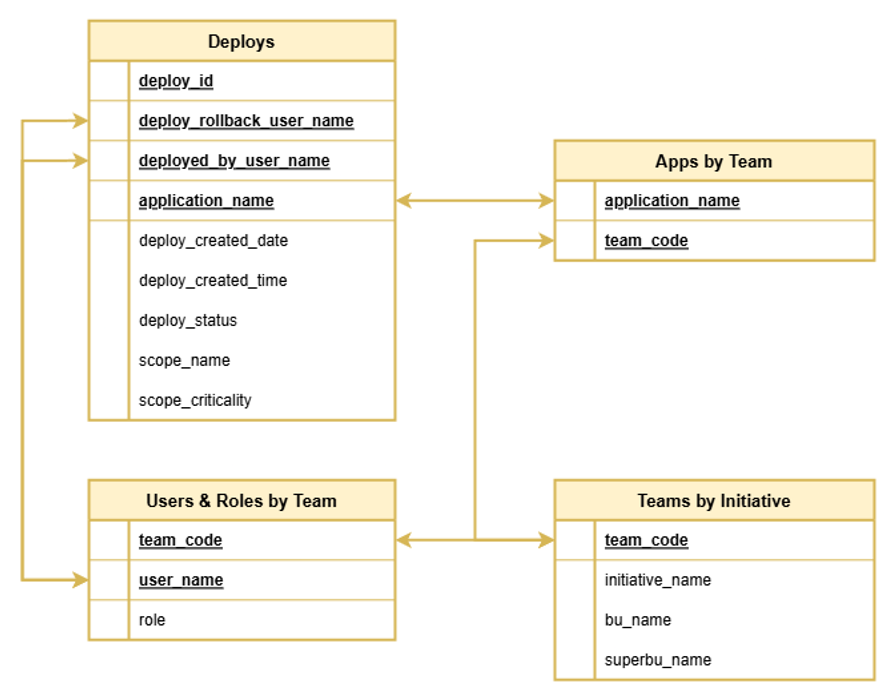 Deploys
deploy_id
deploy_rollback_user_name
deployed_by_user_name
application_name
deploy_created_date
deploy_created_time
deploy_status
scope_name
scope_criticality
Apps by Team
application_name
team_code
Users & Roles by Team
team_code
user_name
role
Teams by Initiative
team_code
initiative_name
bu_name
superbu_name